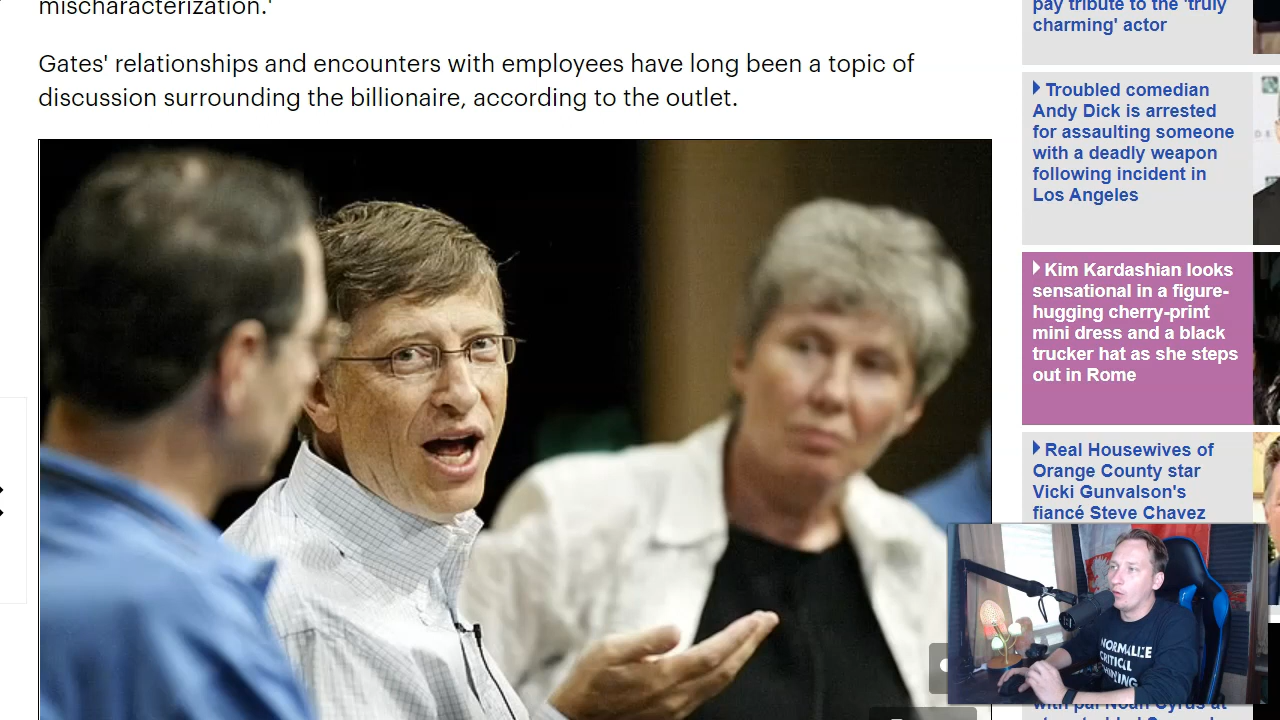 mischaracterization.'
Gates' relationships and encounters with employees have long been a topic of
discussion surrounding the billionaire, according to the outlet.
pay tribute to the 'truly
charming' actor
Troubled comedian
Andy Dick is arrested
for assaulting someone
with a deadly weapon
following incident in
Los Angeles
Kim Kardashian looks
sensational in a figure-
hugging cherry-print
mini dress and a black
trucker hat as she steps
out in Rome
Real Housewives of
Orange County star
Vicki Gunvalson's
fiancé Steve Chavez
NORMALIZE
CRITICAL
THINKING